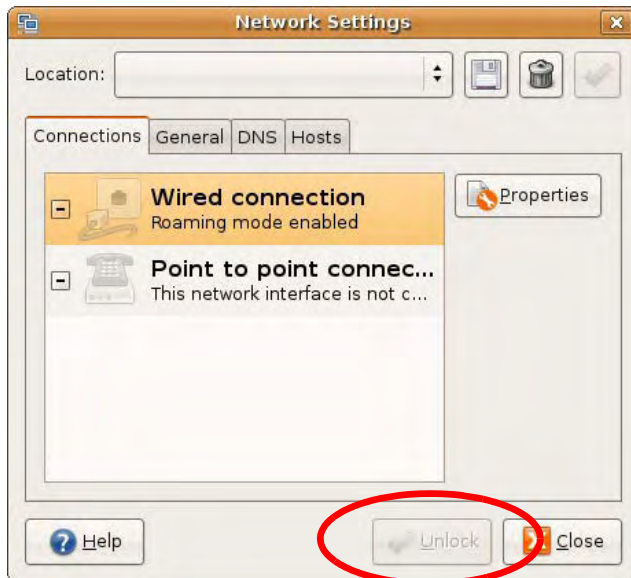 Network Settings
Location:
Connections General DNS Hosts
Wired connection
Roaming mode enabled
Properties
Point to point connec...
This network interface is not c...
Help
Unlock
Close